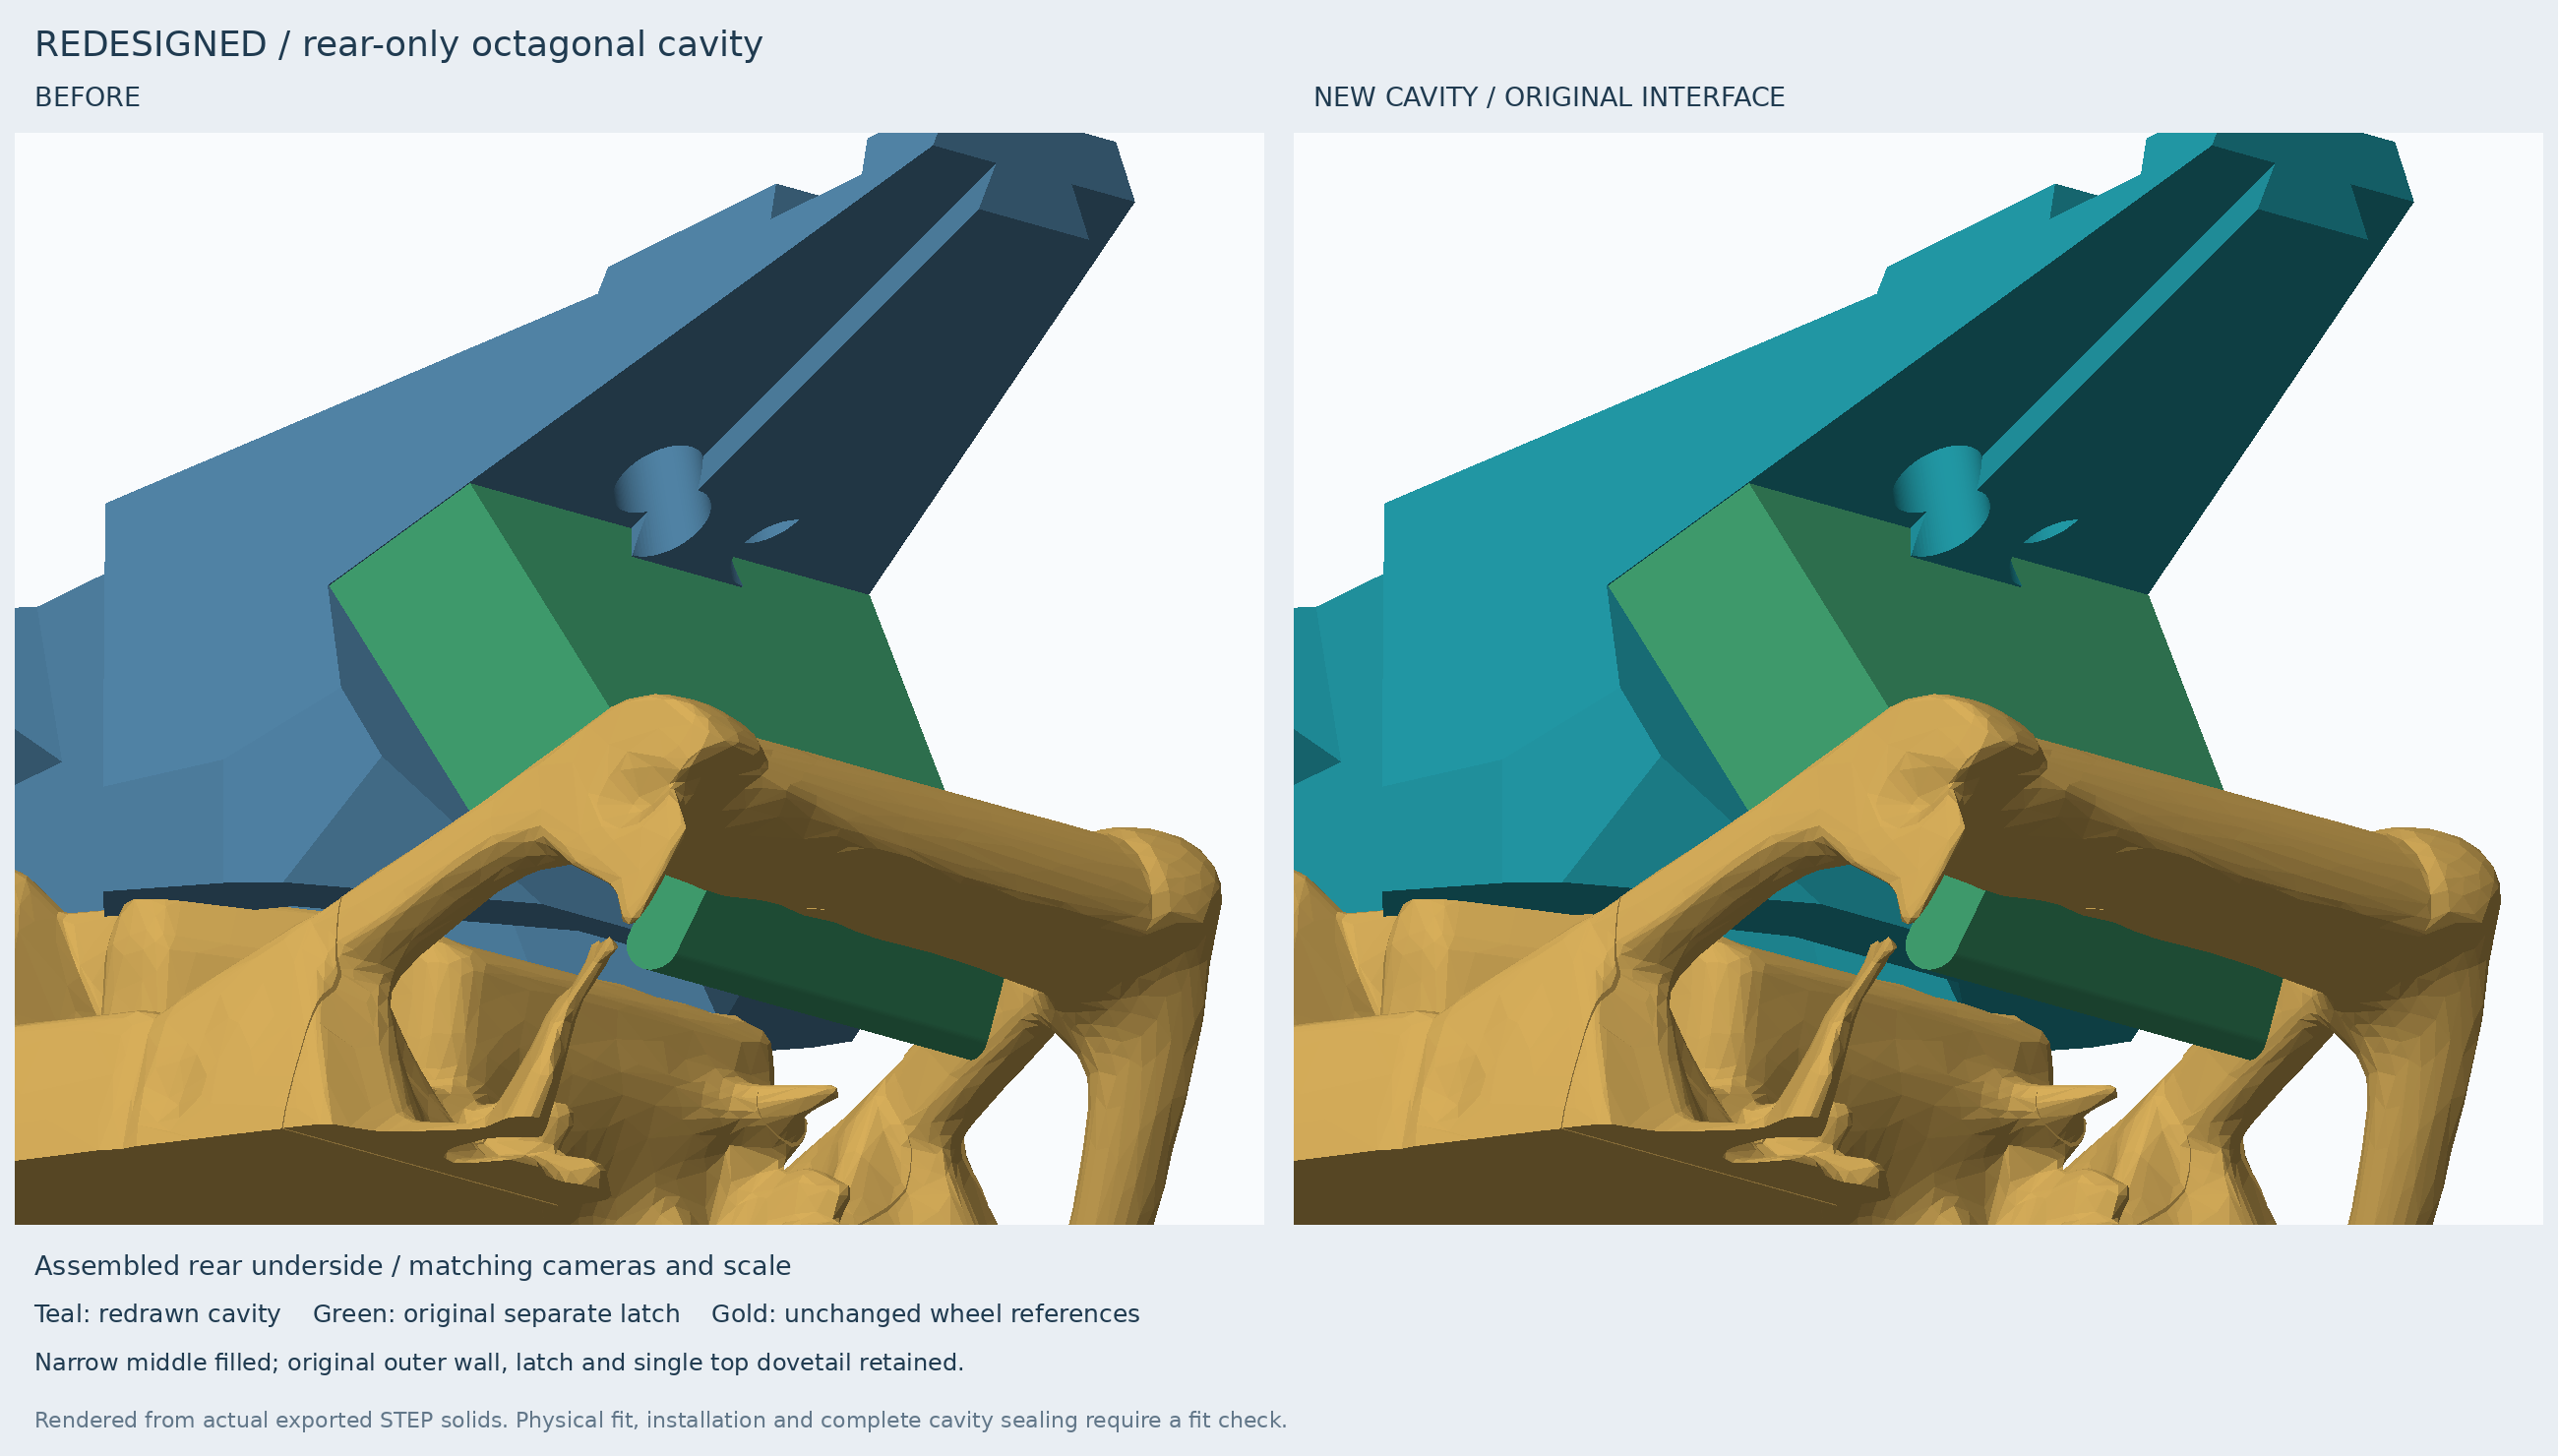 REDESIGNED / rear-only octagonal cavity
BEFORE
NEW CAVITY / ORIGINAL INTERFACE
Assembled rear underside / matching cameras and scale
Teal: redrawn cavity    Green: original separate latch    Gold: unchanged wheel references
Narrow middle filled; original outer wall, latch and single top dovetail retained.
Rendered from actual exported STEP solids. Physical fit, installation and complete cavity sealing require a fit check.